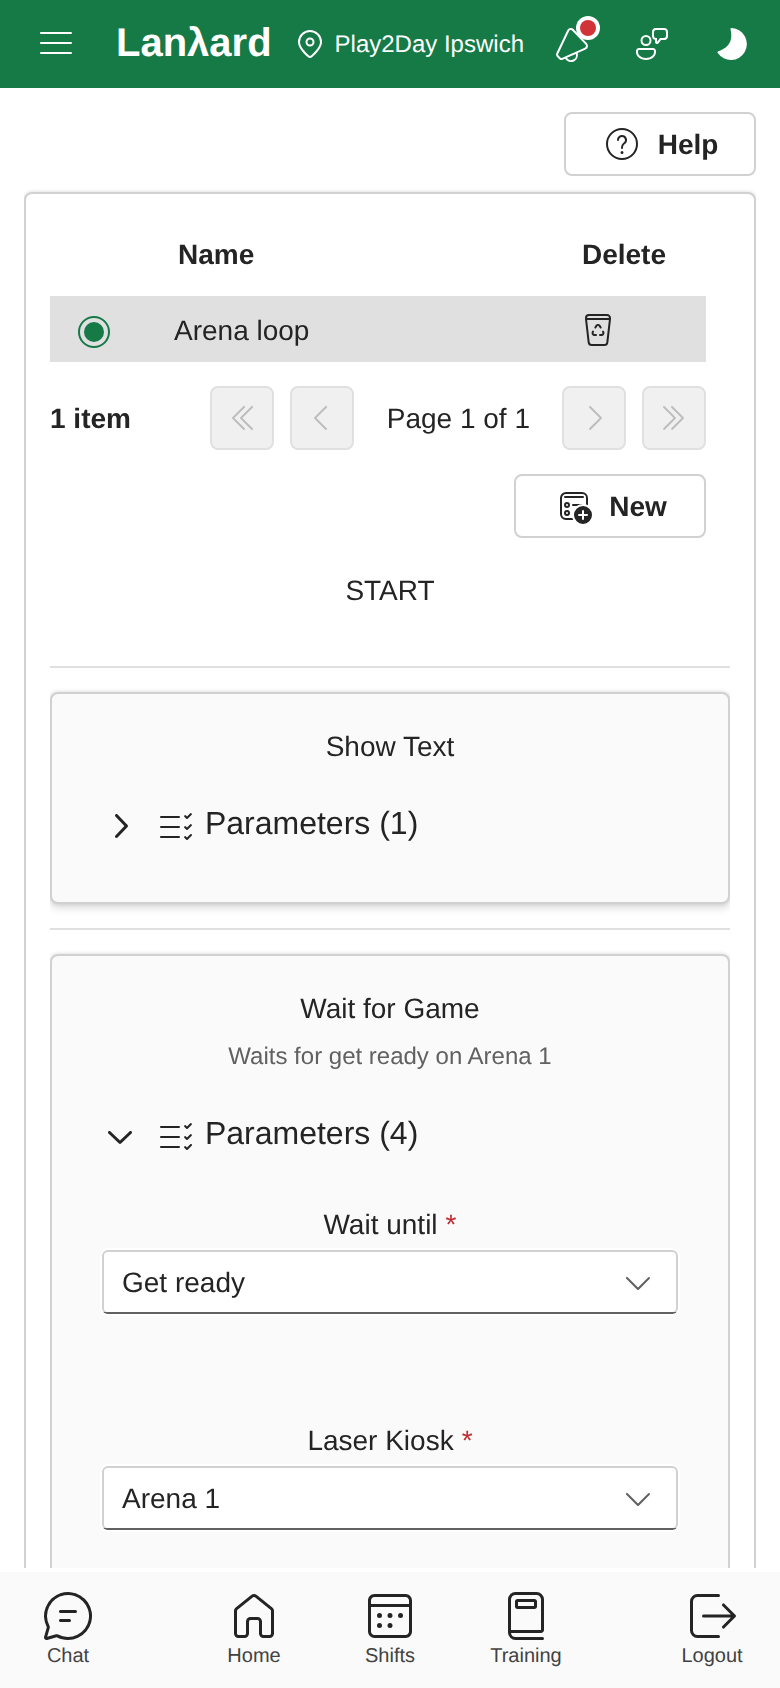 Lanλard
Play2Day Ipswich
Help
Name Delete
Arena loop
1 item Page 1 of 1
New
START
Show Text
Parameters (1)
Wait for Game
Waits for get ready on Arena 1
Parameters (4)
Wait until *
Get ready
Laser Kiosk *
Arena 1
Chat Home Shifts Training Logout